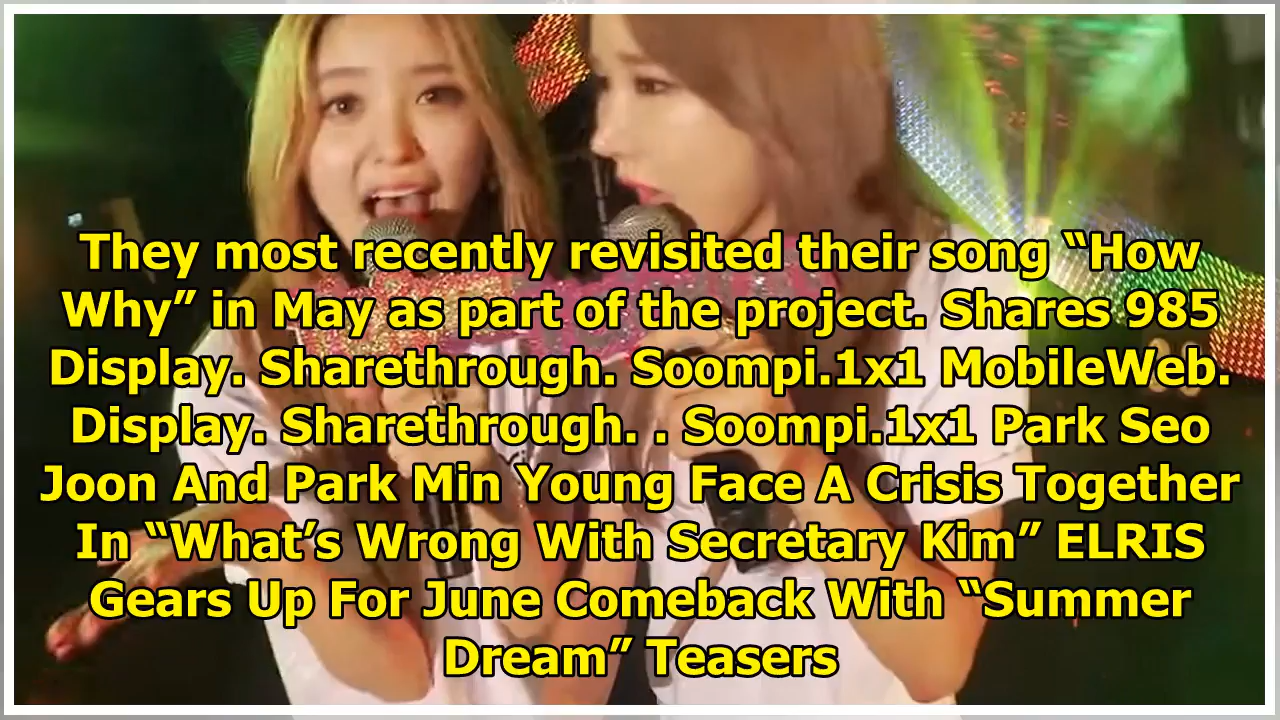 They most recently revisited their song “How
Why” in May as part of the project. Shares 985
Display. Sharethrough. Soompi.1x1 MobileWeb.
Display. Sharethrough. . Soompi.1x1 Park Seo
Joon And Park Min Young Face A Crisis Together
In “What’s Wrong With Secretary Kim” ELRIS
Gears Up For June Comeback With “Summer
Dream” Teasers